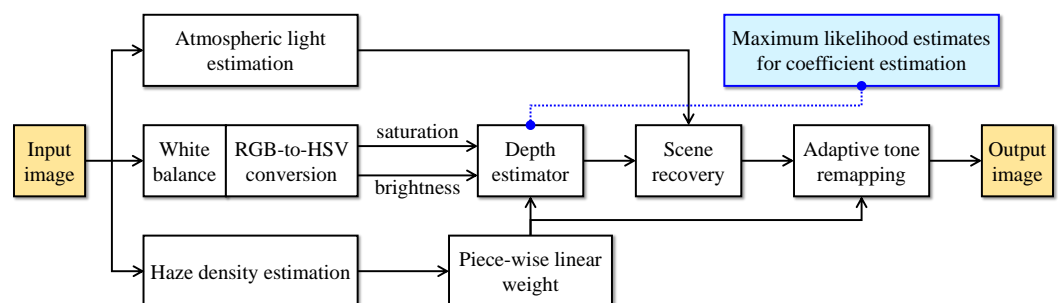 Atmospheric light
estimation
Maximum likelihood estimates
for coefficient estimation
Input
image
White
balance
RGB-to-HSV
conversion
saturation
brightness
Depth
estimator
Scene
recovery
Adaptive tone
remapping
Output
image
Haze density estimation
Piece-wise linear
weight